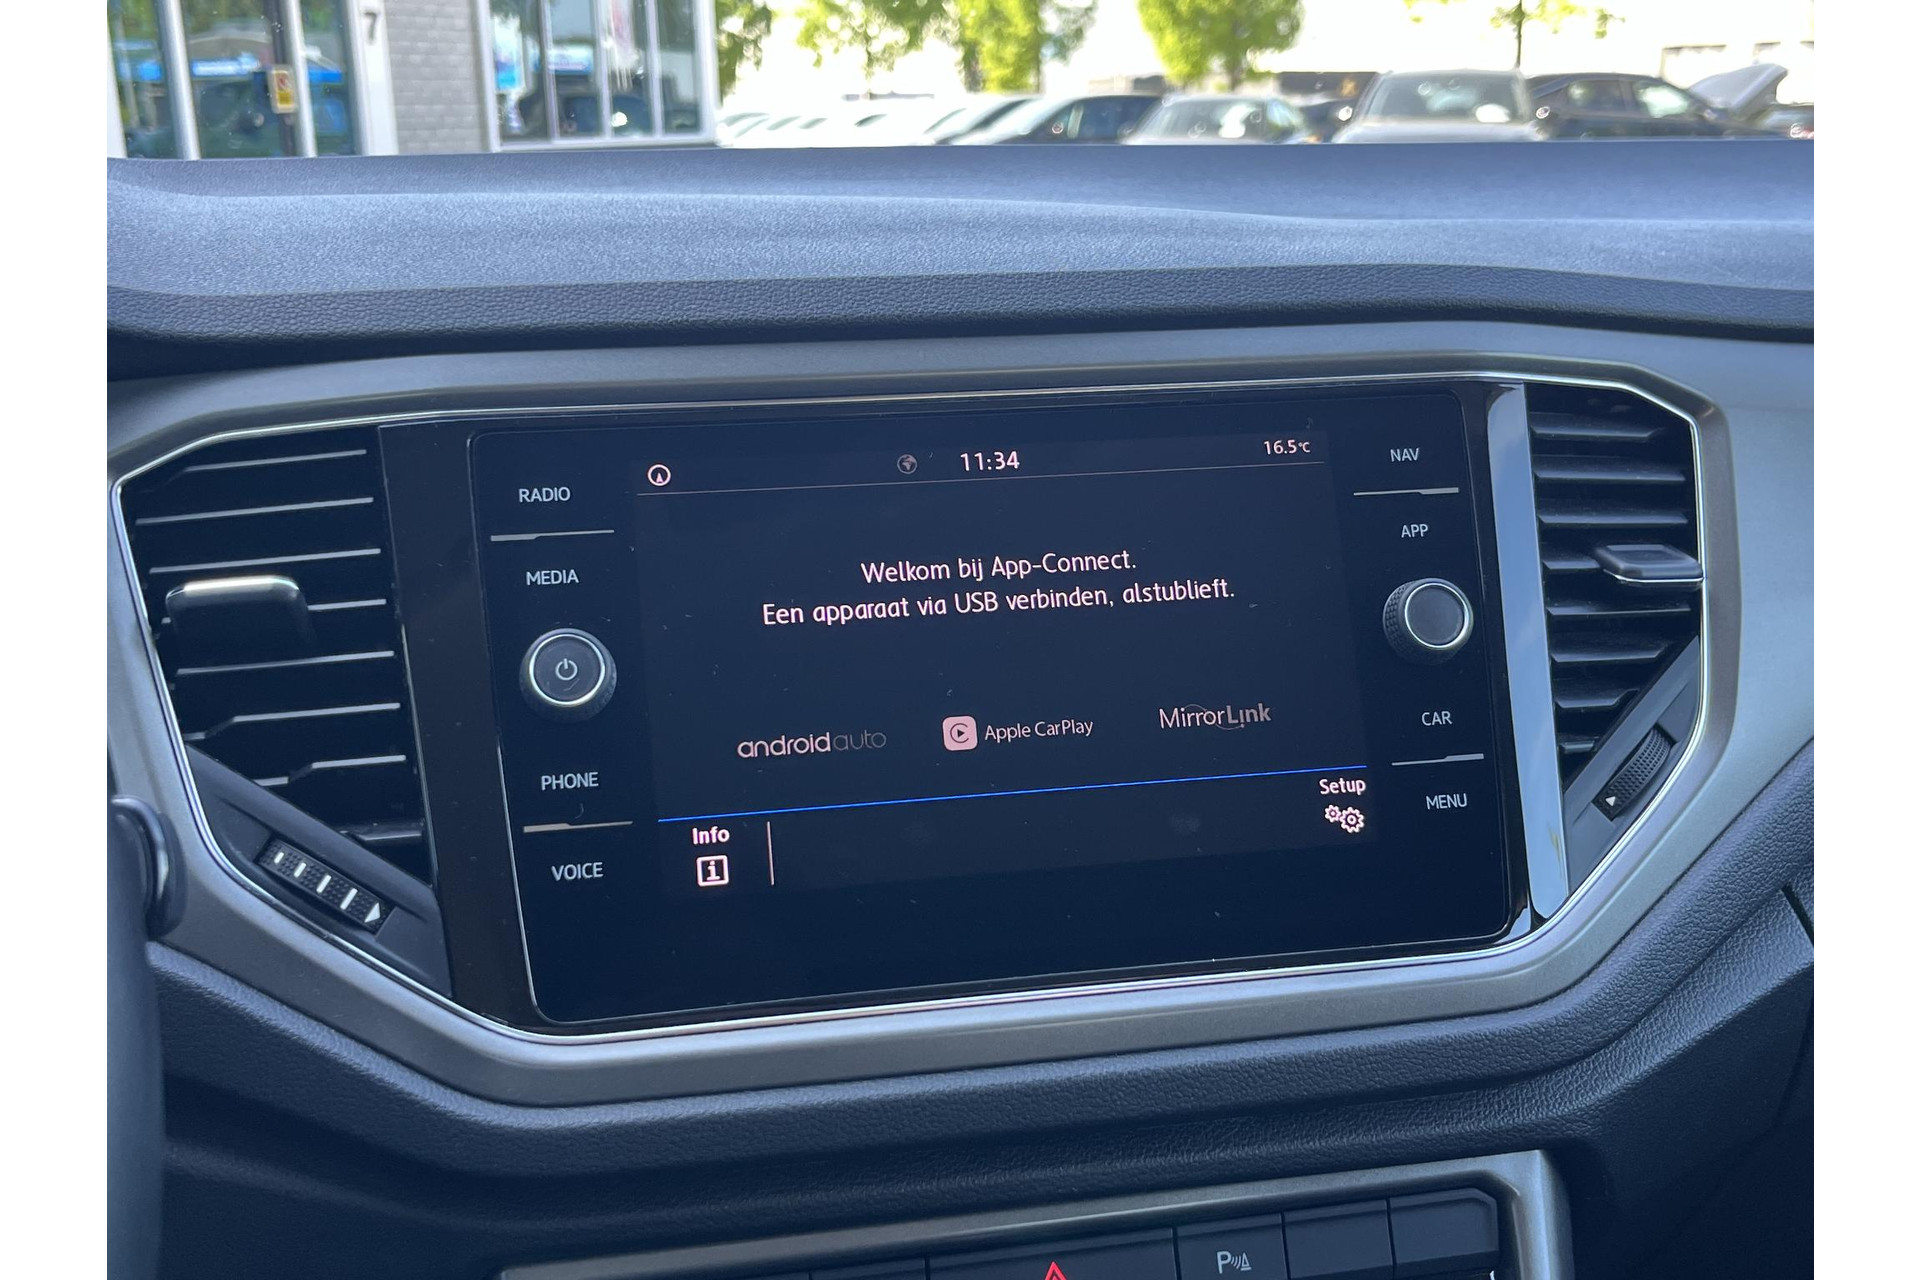 7
11:34
16.5°C
RADIO
MEDIA
PHONE
VOICE
NAV
APP
CAR
MENU
Welkom bij App-Connect.
Een apparaat via USB verbinden, alstublieft.
androidauto
Apple CarPlay
MirrorLink
Info
Setup
P